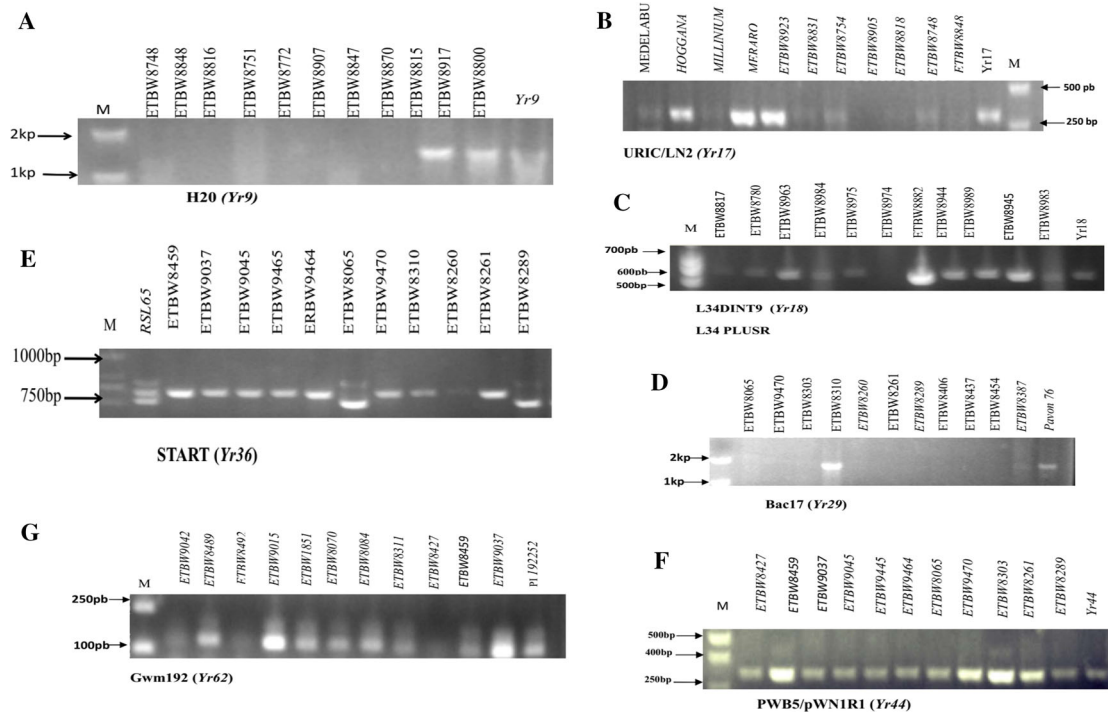 A
M
ETBW8748
ETBW8848
ETBW8816
ETBW8751
ETBW8772
ETBW8907
ETBW8847
ETBW8870
ETBW8815
ETBW8917
ETBW8800
Yr9
2kp
1kp
H20 (Yr9)
B
MEDELABU
HOGGANA
MILLINIUM
MERARO
ETBW8923
ETBW8831
ETBW8754
ETBW8905
ETBW8818
ETBW8748
ETBW8848
Yr17
M
500 pb
250 bp
URIC/LN2 (Yr17)
C
M
ETBW8817
ETBW8780
ETBW8963
ETBW8984
ETBW8975
ETBW8974
ETBW8882
ETBW8944
ETBW8989
ETBW8945
ETBW8983
Yr18
700pb
600pb
500bp
L34DINT9 (Yr18)
L34 PLUSR
E
M
RSL65
ETBW8459
ETBW9037
ETBW9045
ETBW9465
ERBW9464
ETBW8065
ETBW9470
ETBW8310
ETBW8260
ETBW8261
ETBW8289
1000bp
750bp
START (Yr36)
D
ETBW8065
ETBW9470
ETBW8303
ETBW8310
ETBW8260
ETBW8261
ETBW8289
ETBW8406
ETBW8437
ETBW8454
ETBW8387
Pavon 76
2kp
1kp
Bac17 (Yr29)
G
M
ETBW9042
ETBW8489
ETBW8492
ETBW9015
ETBW1851
ETBW8070
ETBW8084
ETBW8311
ETBW8427
ETBW8459
ETBW9037
PI 192252
250pb
100bp
Gwm192 (Yr62)
F
M
ETBW8427
ETBW8459
ETBW9037
ETBW9045
ETBW9445
ETBW9464
ETBW8065
ETBW9470
ETBW8303
ETBW8261
ETBW8289
Yr44
500bp
400bp
250bp
PWB5/pWN1R1 (Yr44)